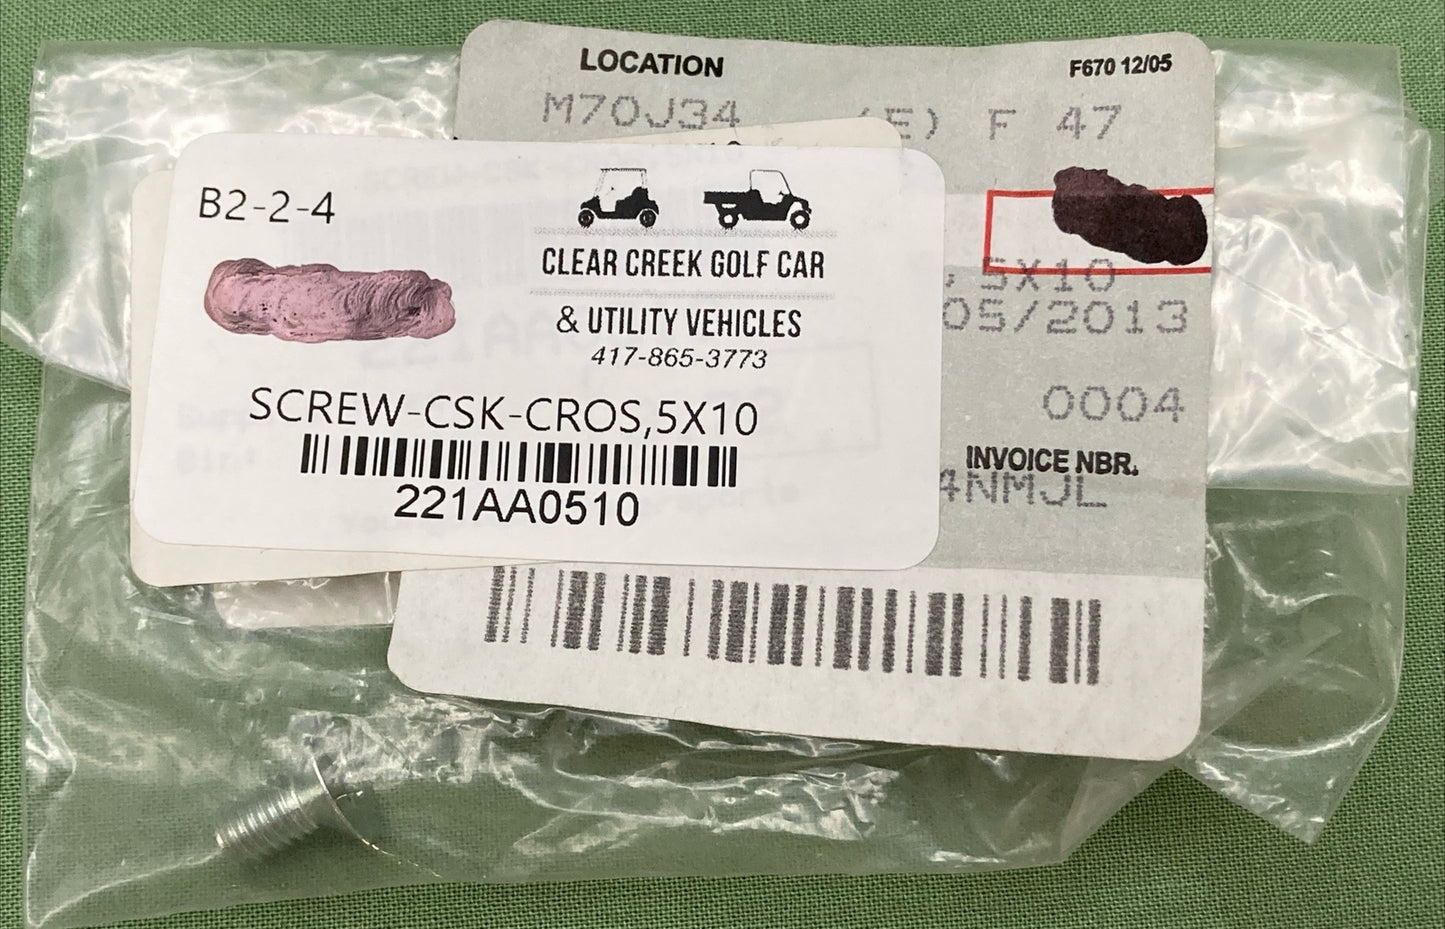 LOCATION
F670 12/05
M70J34 (E) F 47
B2-2-4
CLEAR CREEK GOLF CAR
& UTILITY VEHICLES
417-865-3773
SCREW-CSK-CROS,5X10
221AA0510
,5X10
05/2013
0004
INVOICE NBR.
4NMJL